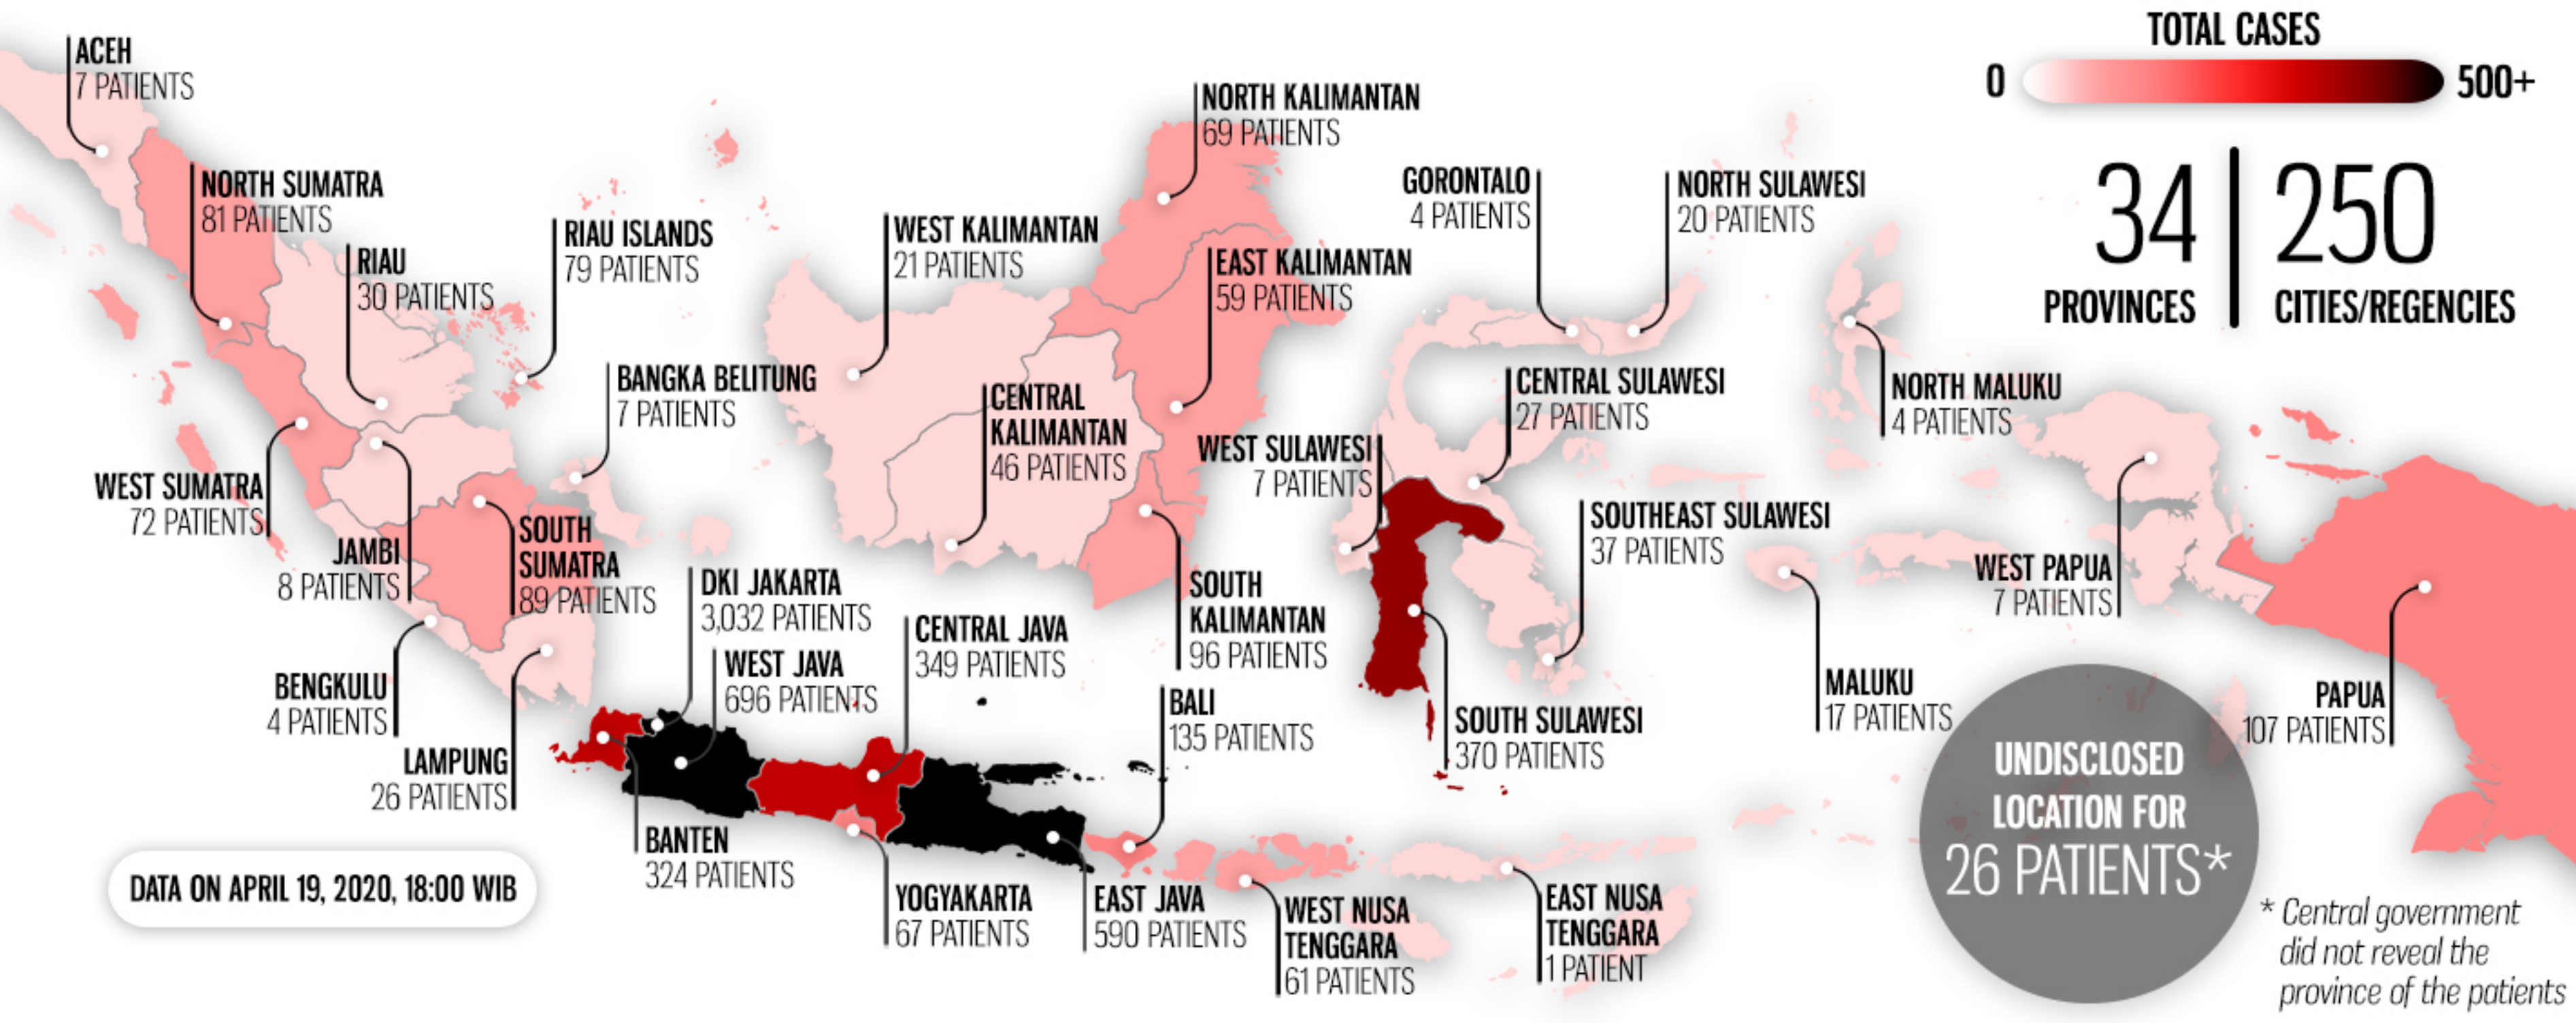 TOTAL CASES
0
500+
34
PROVINCES
250
CITIES/REGENCIES
ACEH
7 PATIENTS
NORTH SUMATRA
81 PATIENTS
RIAU
30 PATIENTS
RIAU ISLANDS
79 PATIENTS
BANGKA BELITUNG
7 PATIENTS
WEST SUMATRA
72 PATIENTS
JAMBI
8 PATIENTS
SOUTH
SUMATRA
89 PATIENTS
BENGKULU
4 PATIENTS
LAMPUNG
26 PATIENTS
WEST KALIMANTAN
21 PATIENTS
NORTH KALIMANTAN
69 PATIENTS
EAST KALIMANTAN
59 PATIENTS
CENTRAL
KALIMANTAN
46 PATIENTS
SOUTH
KALIMANTAN
96 PATIENTS
GORONTALO
4 PATIENTS
NORTH SULAWESI
20 PATIENTS
CENTRAL SULAWESI
27 PATIENTS
WEST SULAWESI
7 PATIENTS
SOUTHEAST SULAWESI
37 PATIENTS
SOUTH SULAWESI
370 PATIENTS
NORTH MALUKU
4 PATIENTS
MALUKU
17 PATIENTS
WEST PAPUA
7 PATIENTS
PAPUA
107 PATIENTS
DKI JAKARTA
3,032 PATIENTS
WEST JAVA
696 PATIENTS
CENTRAL JAVA
349 PATIENTS
BALI
135 PATIENTS
BANTEN
324 PATIENTS
YOGYAKARTA
67 PATIENTS
EAST JAVA
590 PATIENTS
WEST NUSA
TENGGARA
61 PATIENTS
EAST NUSA
TENGGARA
1 PATIENT
DATA ON APRIL 19, 2020, 18:00 WIB
UNDISCLOSED
LOCATION FOR
26 PATIENTS*
* Central government
did not reveal the
province of the patients